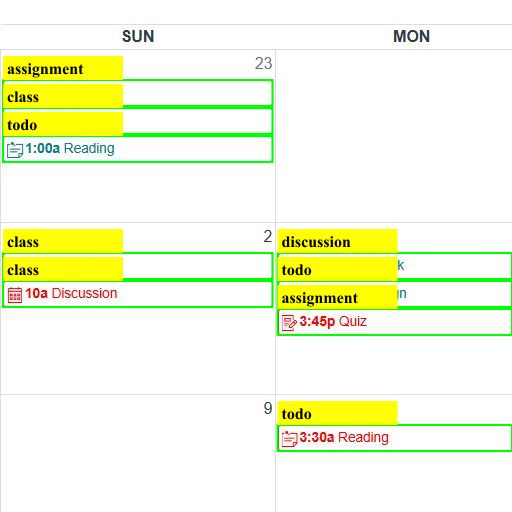 SUN MON
23
assignment
class
todo
1:00a Reading
2
class
class
10a Discussion
discussion
todo
assignment
3:45p Quiz
9
todo
3:30a Reading